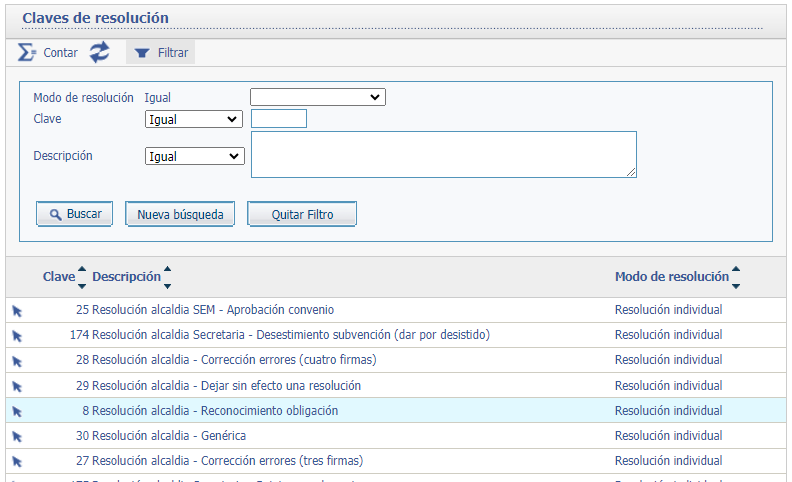 Claves de resolución
Contar Filtrar
Modo de resolución Igual
Clave Igual
Descripción Igual
Buscar Nueva búsqueda Quitar Filtro
Clave Descripción Modo de resolución
25 Resolución alcaldia SEM - Aprobación convenio Resolución individual
174 Resolución alcaldia Secretaria - Desestimiento subvención (dar por desistido) Resolución individual
28 Resolución alcaldia - Corrección errores (cuatro firmas) Resolución individual
29 Resolución alcaldia - Dejar sin efecto una resolución Resolución individual
8 Resolución alcaldia - Reconocimiento obligación Resolución individual
30 Resolución alcaldia - Genérica Resolución individual
27 Resolución alcaldia - Corrección errores (tres firmas) Resolución individual